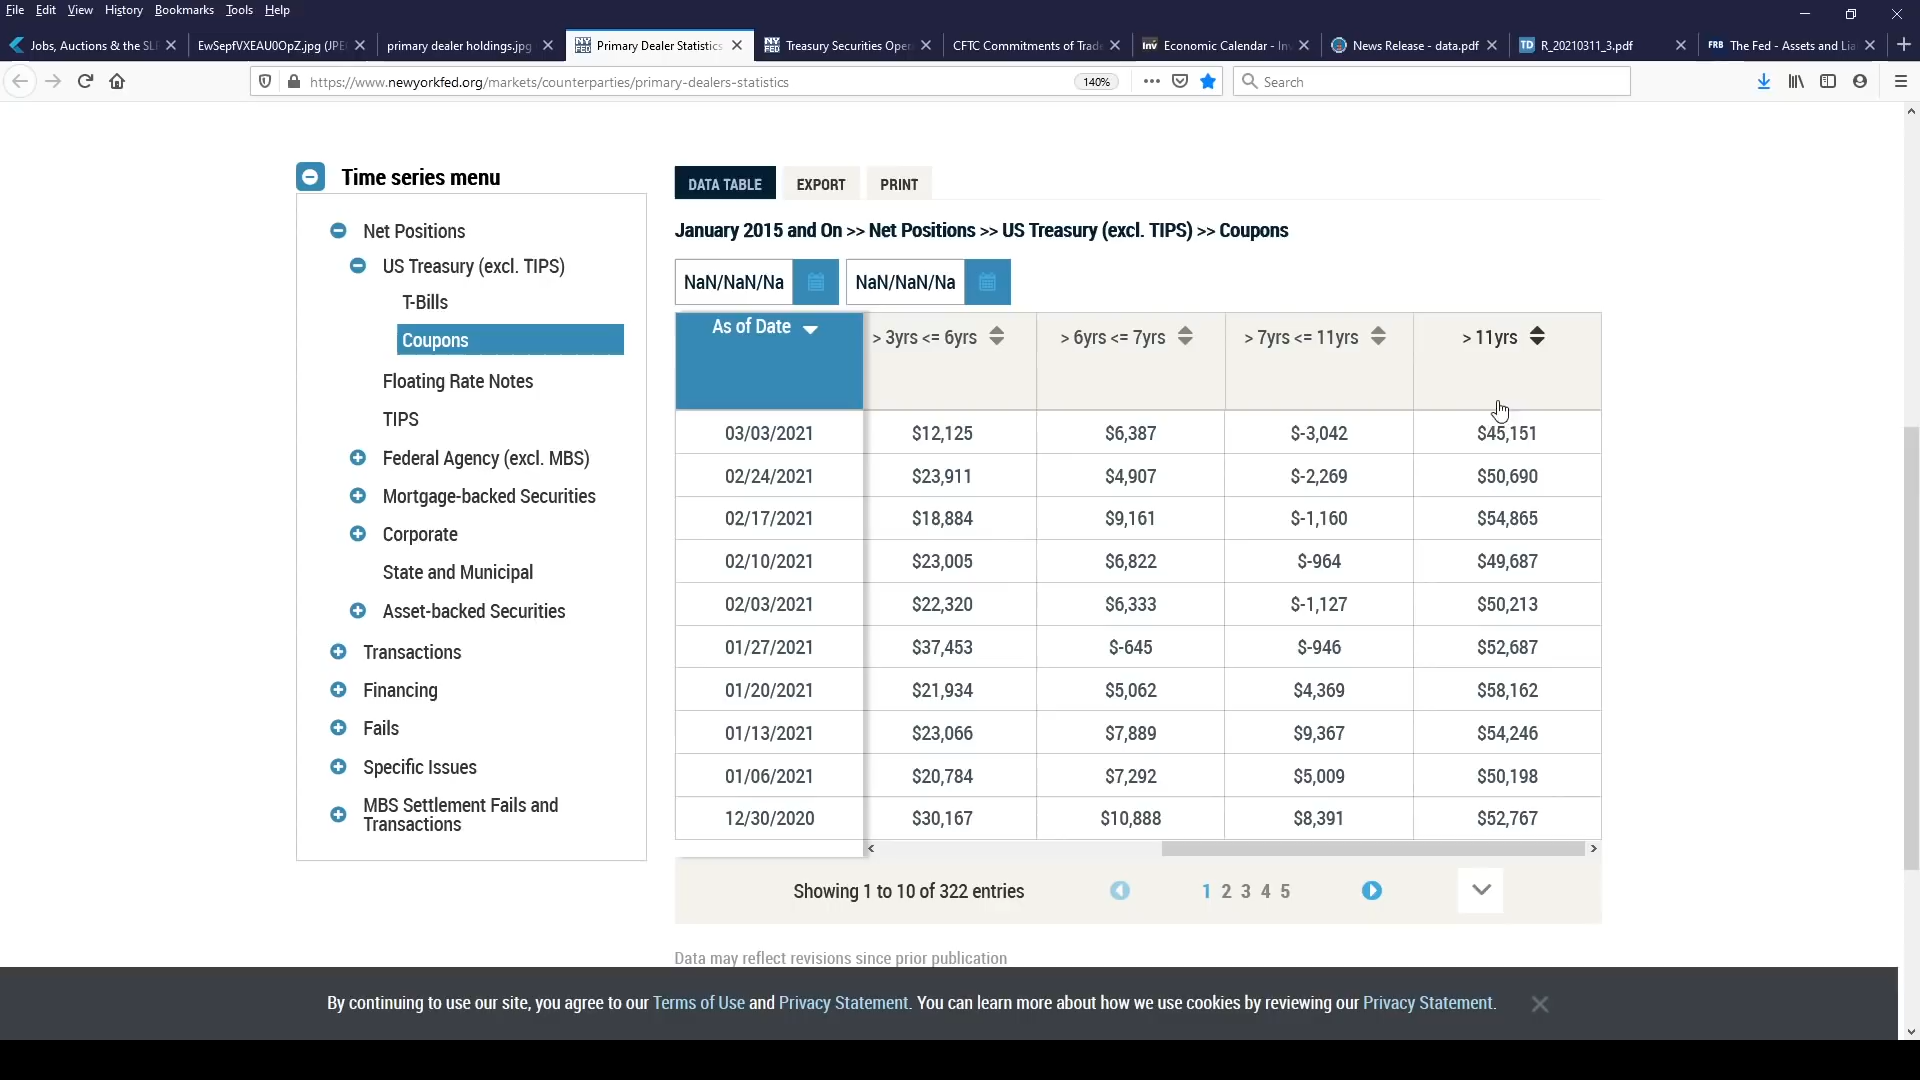 File Edit View History Bookmarks Tools Help
Jobs, Auctions & the SL
EwSepfVXEAU0OpZ.jpg (JPE
primary dealer holdings.jpg
NY FED Primary Dealer Statistics
NY FED Treasury Securities Oper
CFTC Commitments of Trad
Inv Economic Calendar - In
News Release - data.pdf
TD R_20210311_3.pdf
FRB The Fed - Assets and Lia
https://www.newyorkfed.org/markets/counterparties/primary-dealers-statistics
140%
Search
Time series menu
Net Positions
US Treasury (excl. TIPS)
T-Bills
Coupons
Floating Rate Notes
TIPS
Federal Agency (excl. MBS)
Mortgage-backed Securities
Corporate
State and Municipal
Asset-backed Securities
Transactions
Financing
Fails
Specific Issues
MBS Settlement Fails and
Transactions
DATA TABLE EXPORT PRINT
January 2015 and On >> Net Positions >> US Treasury (excl. TIPS) >> Coupons
NaN/NaN/Na NaN/NaN/Na
As of Date > 3yrs <= 6yrs > 6yrs <= 7yrs > 7yrs <= 11yrs > 11yrs
03/03/2021 $12,125 $6,387 $-3,042 $45,151
02/24/2021 $23,911 $4,907 $-2,269 $50,690
02/17/2021 $18,884 $9,161 $-1,160 $54,865
02/10/2021 $23,005 $6,822 $-964 $49,687
02/03/2021 $22,320 $6,333 $-1,127 $50,213
01/27/2021 $37,453 $-645 $-946 $52,687
01/20/2021 $21,934 $5,062 $4,369 $58,162
01/13/2021 $23,066 $7,889 $9,367 $54,246
01/06/2021 $20,784 $7,292 $5,009 $50,198
12/30/2020 $30,167 $10,888 $8,391 $52,767
Showing 1 to 10 of 322 entries 1 2 3 4 5
Data may reflect revisions since prior publication
By continuing to use our site, you agree to our Terms of Use and Privacy Statement. You can learn more about how we use cookies by reviewing our Privacy Statement.